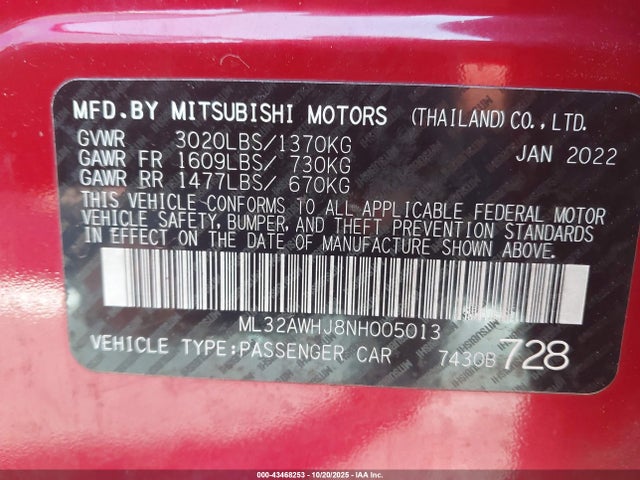 MFD.BY MITSUBISHI MOTORS (THAILAND)CO.,LTD.
GVWR 3020LBS/1370KG JAN 2022
GAWR FR 1609LBS/ 730KG
GAWR RR 1477LBS/ 670KG
THIS VEHICLE CONFORMS TO ALL APPLICABLE FEDERAL MOTOR
VEHICLE SAFETY, BUMPER, AND THEFT PREVENTION STANDARDS
IN EFFECT ON THE DATE OF MANUFACTURE SHOWN ABOVE.
ML32AWHJ8NH005013
VEHICLE TYPE:PASSENGER CAR 7430B 728
000-43468253 - 10/20/2025 - IAAI.COM